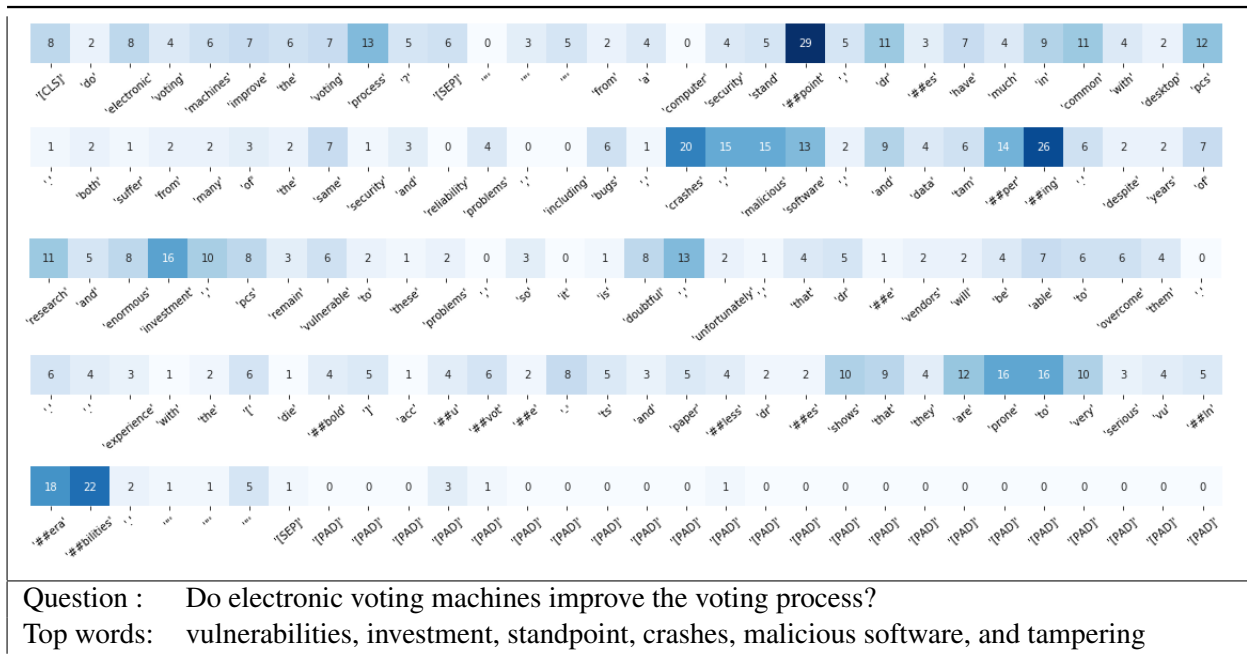 8 2 8 4 6 7 6 7 13 5 6 0 3 5 2 4 0 4 5 29 5 11 3 7 4 9 11 4 2 12
'[CLS]' 'do' 'electronic' 'voting' 'machines' 'improve' 'the' 'voting' 'process' '?' '[SEP]' '"' '"' '"' 'from' 'a' 'computer' 'security' 'stand' '##point' ',' 'dr' '##es' 'have' 'much' 'in' 'common' 'with' 'desktop' 'pcs'
1 2 1 2 2 3 2 7 1 3 0 4 0 0 6 1 20 15 15 13 2 9 4 6 14 26 6 2 2 7
'.' 'both' 'suffer' 'from' 'many' 'of' 'the' 'same' 'security' 'and' 'reliability' 'problems' ',' 'including' 'bugs' ',' 'crashes' ',' 'malicious' 'software' ',' 'and' 'data' 'tam' '##per' '##ing' '.' 'despite' 'years' 'of'
11 5 8 16 10 8 3 6 2 1 2 0 3 0 1 8 13 2 1 4 5 1 2 2 4 7 6 6 4 0
'research' 'and' 'enormous' 'investment' ',' 'pcs' 'remain' 'vulnerable' 'to' 'these' 'problems' ',' 'so' 'it' 'is' 'doubtful' ',' 'unfortunately' ',' 'that' 'dr' '##e' 'vendors' 'will' 'be' 'able' 'to' 'overcome' 'them' '.'
6 4 3 1 2 6 1 4 5 1 4 6 2 8 5 3 5 4 2 2 10 9 4 12 16 16 10 3 4 5
'.' '.' 'experience' 'with' 'the' '[' 'die' '##bold' ']' 'acc' '##u' '##vot' '##e' '-' 'ts' 'and' 'paper' '##less' 'dr' '##es' 'shows' 'that' 'they' 'are' 'prone' 'to' 'very' 'serious' 'vu' '##ln'
18 22 2 1 1 5 1 0 0 0 3 1 0 0 0 0 0 1 0 0 0 0 0 0 0 0 0 0 0 0
'##era' '##bilities' '.' '"' '"' '"' '[SEP]' '[PAD]' '[PAD]' '[PAD]' '[PAD]' '[PAD]' '[PAD]' '[PAD]' '[PAD]' '[PAD]' '[PAD]' '[PAD]' '[PAD]' '[PAD]' '[PAD]' '[PAD]' '[PAD]' '[PAD]' '[PAD]' '[PAD]' '[PAD]' '[PAD]' '[PAD]' '[PAD]'
Question : Do electronic voting machines improve the voting process?
Top words: vulnerabilities, investment, standpoint, crashes, malicious software, and tampering